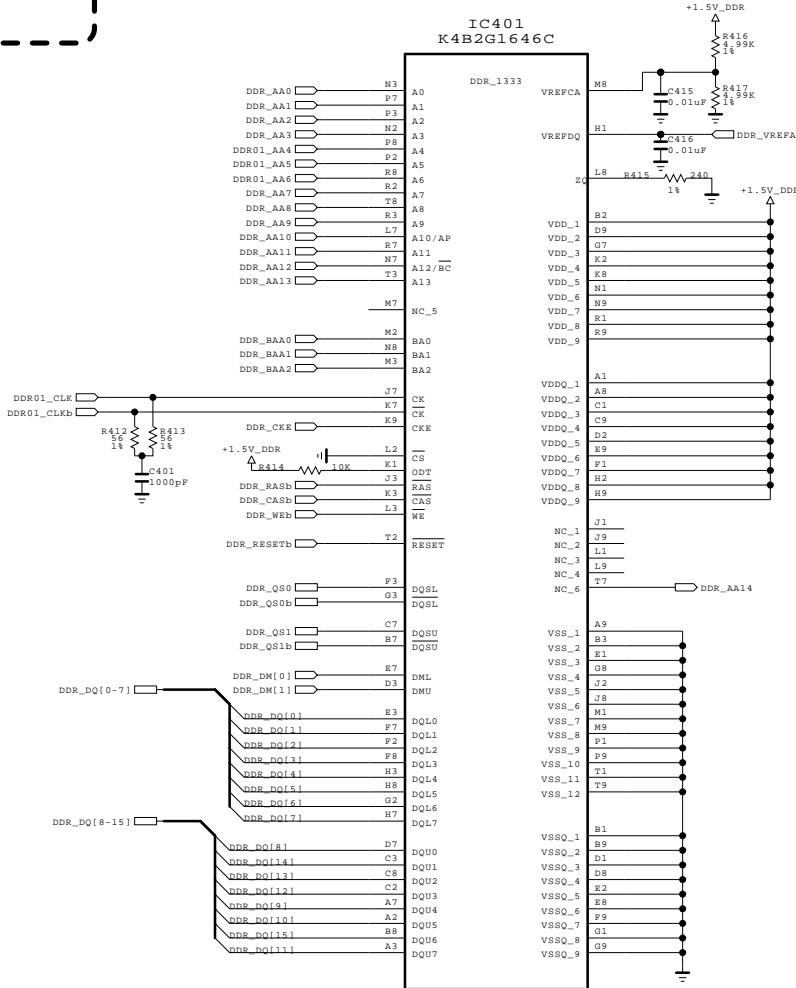 IC401
K4B2G1646C
DDR_1333
+1.5V_DDR
R416
4.99K
1%
R417
4.99K
1%
C415
0.01uF
C416
0.01uF
DDR_VREFA
R415 240
1%
+1.5V_DDR
DDR_AA0 N3 A0
DDR_AA1 P7 A1
DDR_AA2 P3 A2
DDR_AA3 N2 A3
DDR01_AA4 P8 A4
DDR01_AA5 P2 A5
DDR01_AA6 R8 A6
DDR_AA7 R2 A7
DDR_AA8 T8 A8
DDR_AA9 R3 A9
DDR_AA10 L7 A10/AP
DDR_AA11 R7 A11
DDR_AA12 N7 A12/BC
DDR_AA13 T3 A13
M7 NC_5
DDR_BAA0 M2 BA0
DDR_BAA1 N8 BA1
DDR_BAA2 M3 BA2
DDR01_CLK J7 CK
DDR01_CLKb K7 CK
DDR_CKE K9 CKE
R412
56
1%
R413
56
1%
C401
1000pF
L2 CS
+1.5V_DDR
R414 10K K1 ODT
DDR_RASb J3 RAS
DDR_CASb K3 CAS
DDR_WEb L3 WE
DDR_RESETb T2 RESET
DDR_QS0 F3 DQSL
DDR_QS0b G3 DQSL
DDR_QS1 C7 DQSU
DDR_QS1b B7 DQSU
DDR_DM[0] E7 DML
DDR_DM[1] D3 DMU
DDR_DQ[0-7]
DDR_DQ[0] E3 DQL0
DDR_DQ[1] F7 DQL1
DDR_DQ[2] F2 DQL2
DDR_DQ[3] F8 DQL3
DDR_DQ[4] H3 DQL4
DDR_DQ[5] H8 DQL5
DDR_DQ[6] G2 DQL6
DDR_DQ[7] H7 DQL7
DDR_DQ[8-15]
DDR_DQ[8] D7 DQU0
DDR_DQ[14] C3 DQU1
DDR_DQ[13] C8 DQU2
DDR_DQ[12] C2 DQU3
DDR_DQ[9] A7 DQU4
DDR_DQ[10] A2 DQU5
DDR_DQ[15] B8 DQU6
DDR_DQ[11] A3 DQU7
VREFCA M8
VREFDQ H1
ZQ L8
VDD_1 B2
VDD_2 D9
VDD_3 G7
VDD_4 K2
VDD_5 K8
VDD_6 N1
VDD_7 N9
VDD_8 R1
VDD_9 R9
VDDQ_1 A1
VDDQ_2 A8
VDDQ_3 C1
VDDQ_4 C9
VDDQ_5 D2
VDDQ_6 E9
VDDQ_7 F1
VDDQ_8 H2
VDDQ_9 H9
NC_1 J1
NC_2 J9
NC_3 L1
NC_4 L9
NC_6 T7 DDR_AA14
VSS_1 A9
VSS_2 B3
VSS_3 E1
VSS_4 G8
VSS_5 J2
VSS_6 J8
VSS_7 M1
VSS_8 M9
VSS_9 P1
VSS_10 P9
VSS_11 T1
VSS_12 T9
VSSQ_1 B1
VSSQ_2 B9
VSSQ_3 D1
VSSQ_4 D8
VSSQ_5 E2
VSSQ_6 E8
VSSQ_7 F9
VSSQ_8 G1
VSSQ_9 G9